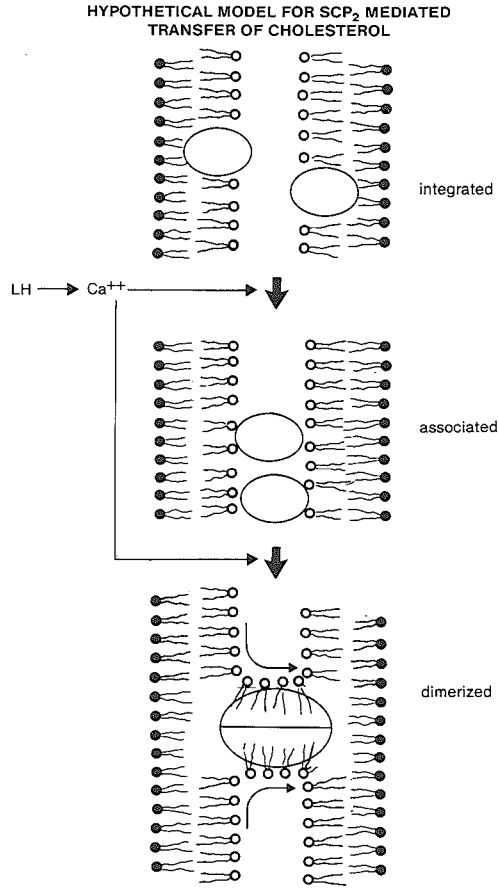 HYPOTHETICAL MODEL FOR SCP₂ MEDIATED
TRANSFER OF CHOLESTEROL
integrated
LH → Ca⁺⁺
associated
dimerized